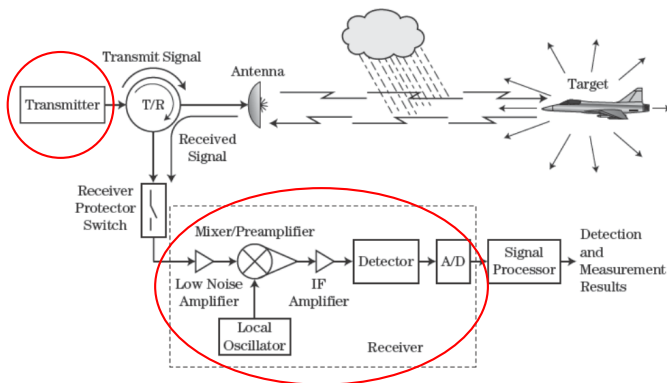 Transmit Signal
Antenna
Target
Transmitter
T/R
Received
Signal
Receiver
Protector
Switch
Mixer/Preamplifier
Low Noise
Amplifier
IF
Amplifier
Detector
A/D
Signal
Processor
Detection
and
Measurement
Results
Local
Oscillator
Receiver